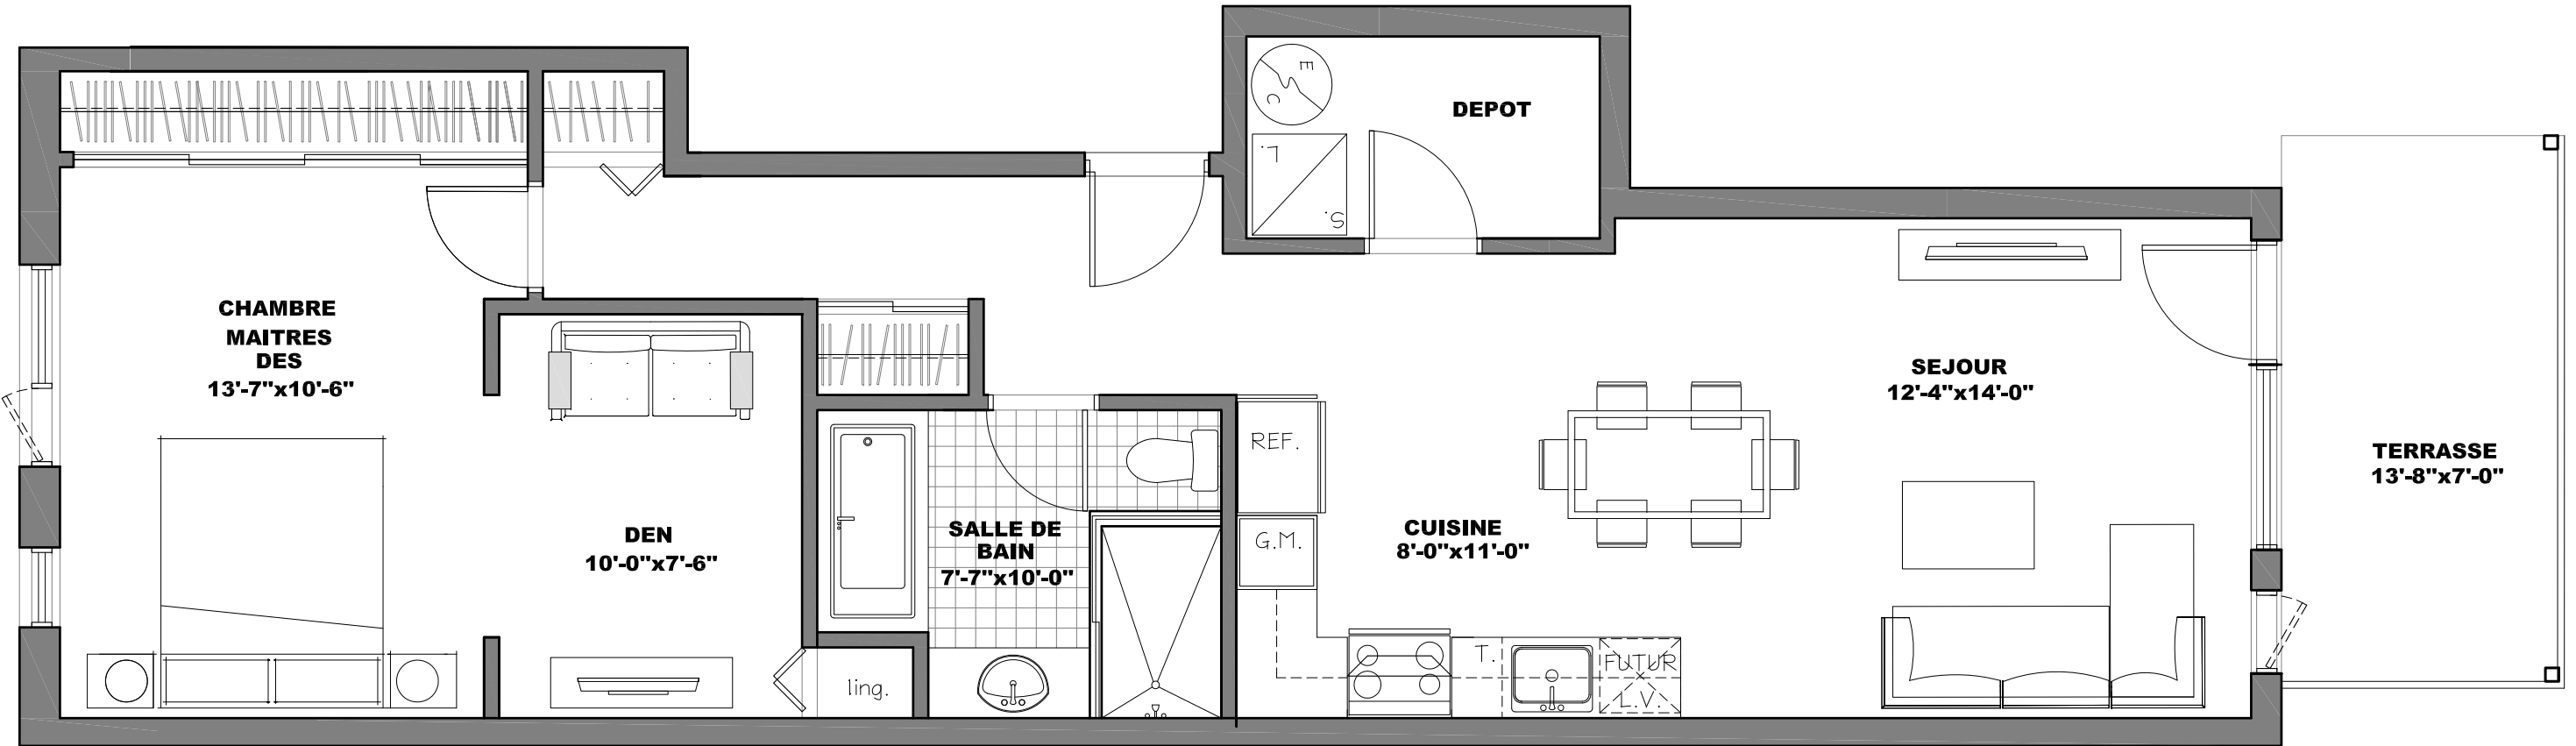 E
C
DEPOT
L.
S.
CHAMBRE
MAITRES
DES
13'-7"x10'-6"
SEJOUR
12'-4"x14'-0"
REF.
TERRASSE
13'-8"x7'-0"
DEN
10'-0"x7'-6"
SALLE DE
BAIN
7'-7"x10'-0"
G.M.
CUISINE
8'-0"x11'-0"
ling.
T.
FUTUR
L.V.